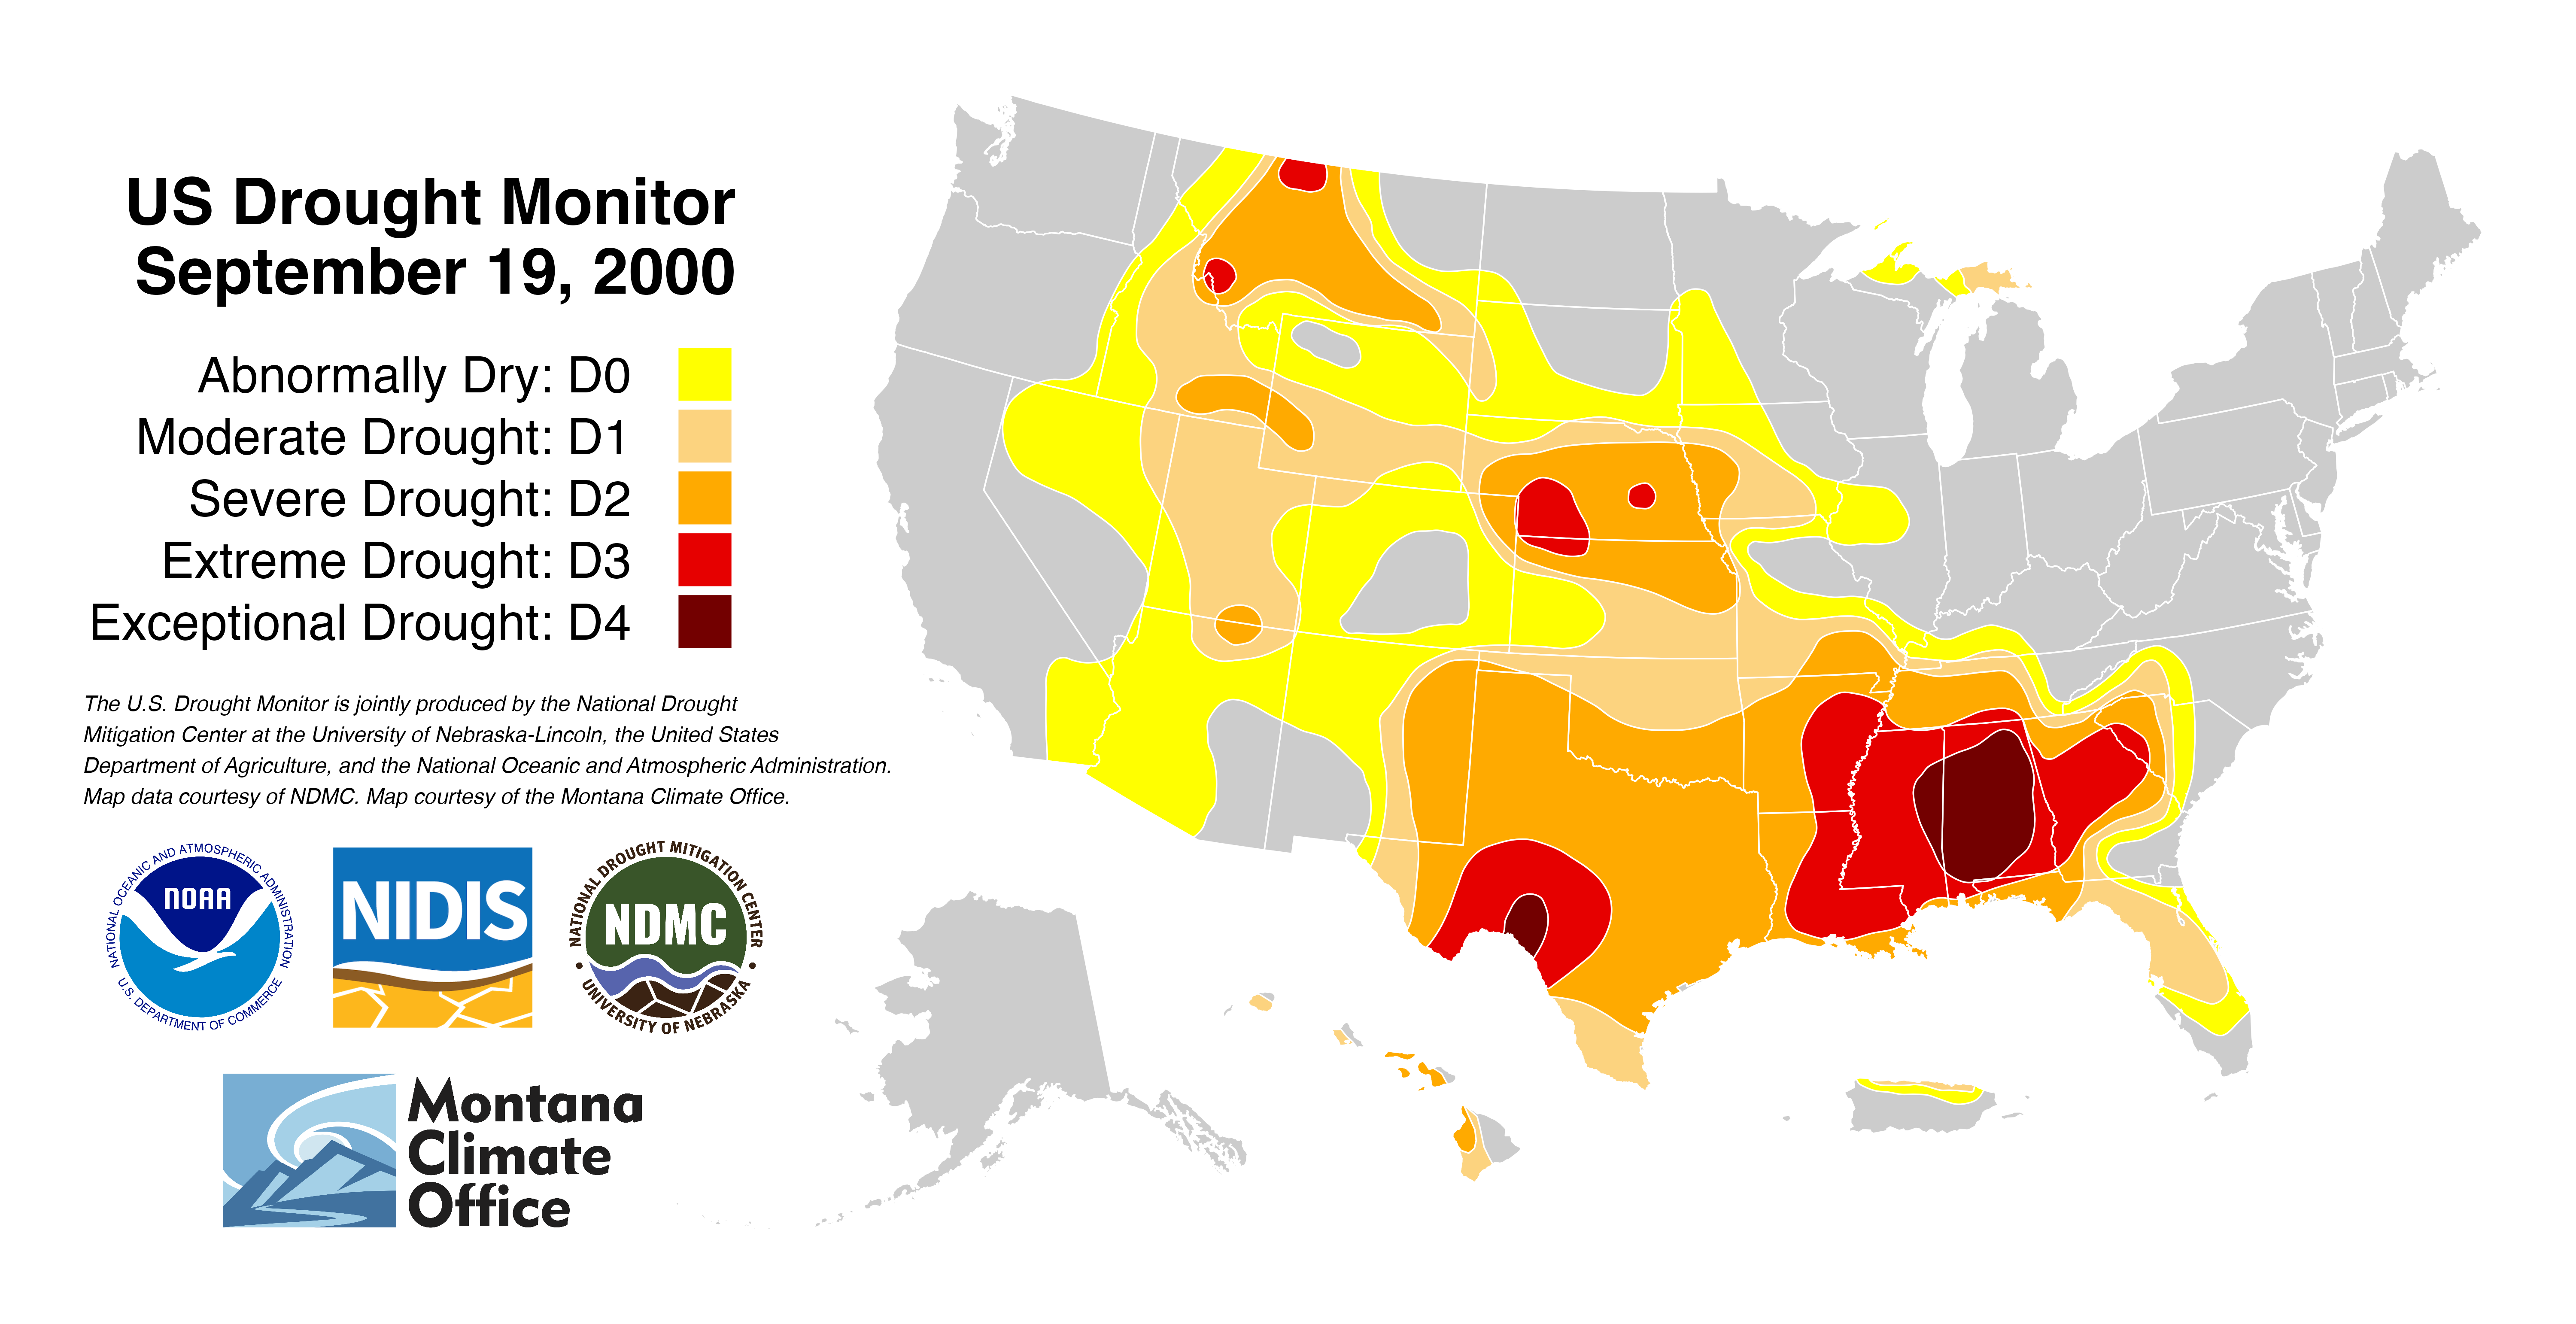 US Drought Monitor
September 19, 2000
Abnormally Dry: D0
Moderate Drought: D1
Severe Drought: D2
Extreme Drought: D3
Exceptional Drought: D4
The U.S. Drought Monitor is jointly produced by the National Drought
Mitigation Center at the University of Nebraska-Lincoln, the United States
Department of Agriculture, and the National Oceanic and Atmospheric Administration.
Map data courtesy of NDMC. Map courtesy of the Montana Climate Office.
NATIONAL OCEANIC AND ATMOSPHERIC ADMINISTRATION
NOAA
U.S. DEPARTMENT OF COMMERCE
NIDIS
NATIONAL DROUGHT MITIGATION CENTER
NDMC
UNIVERSITY OF NEBRASKA
Montana
Climate
Office